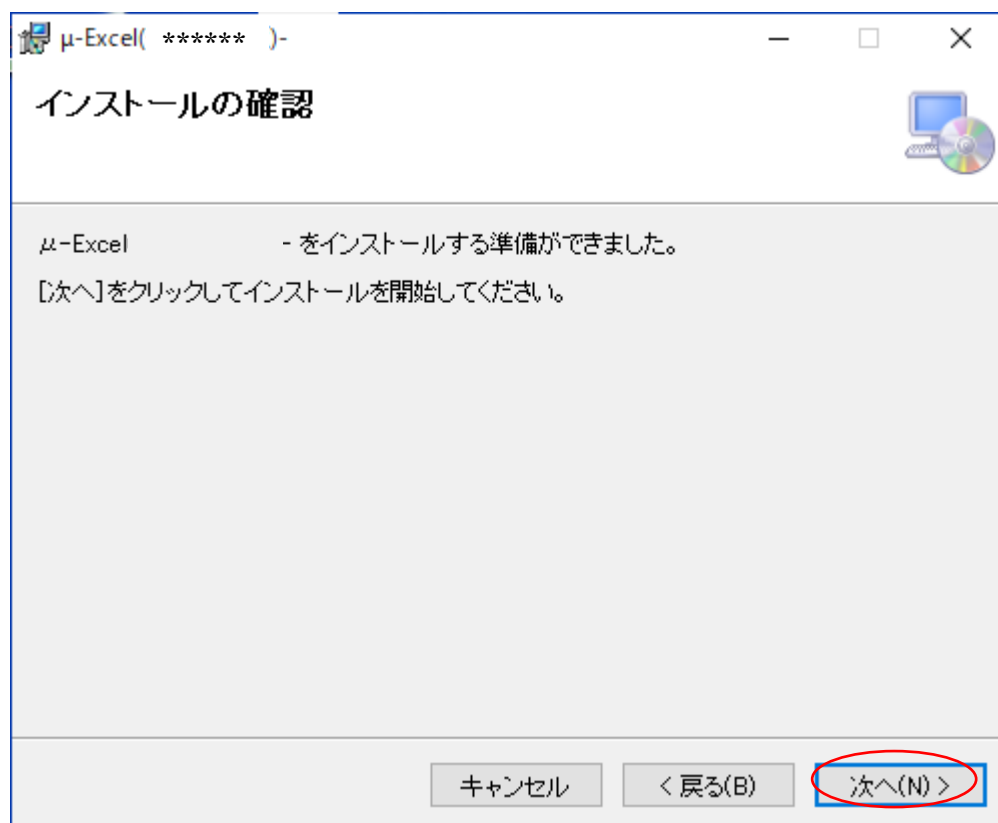 μ-Excel( ****** )-
インストールの確認
μ-Excel - をインストールする準備ができました。
[次へ]をクリックしてインストールを開始してください。
キャンセル
< 戻る(B)
次へ(N) >